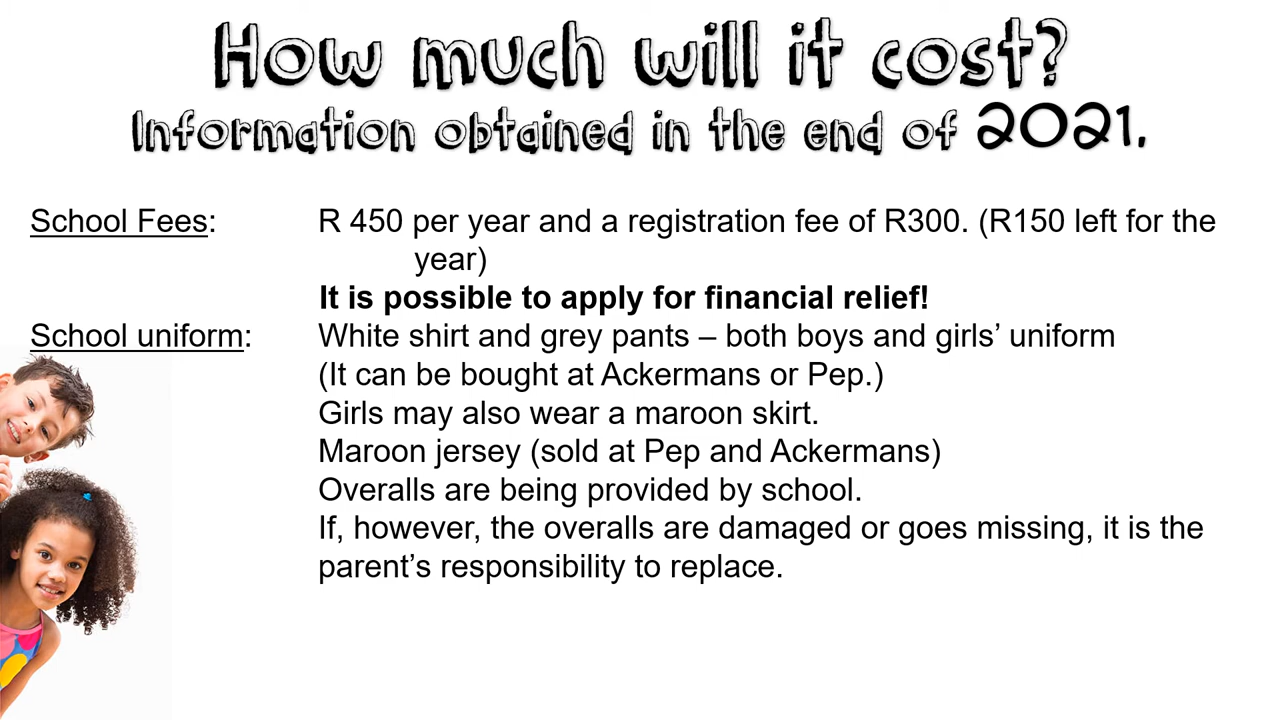 How much will it cost?
Information obtained in the end of 2021.
School Fees: R 450 per year and a registration fee of R300. (R150 left for the
year)
It is possible to apply for financial relief!
School uniform: White shirt and grey pants – both boys and girls’ uniform
(It can be bought at Ackermans or Pep.)
Girls may also wear a maroon skirt.
Maroon jersey (sold at Pep and Ackermans)
Overalls are being provided by school.
If, however, the overalls are damaged or goes missing, it is the
parent’s responsibility to replace.